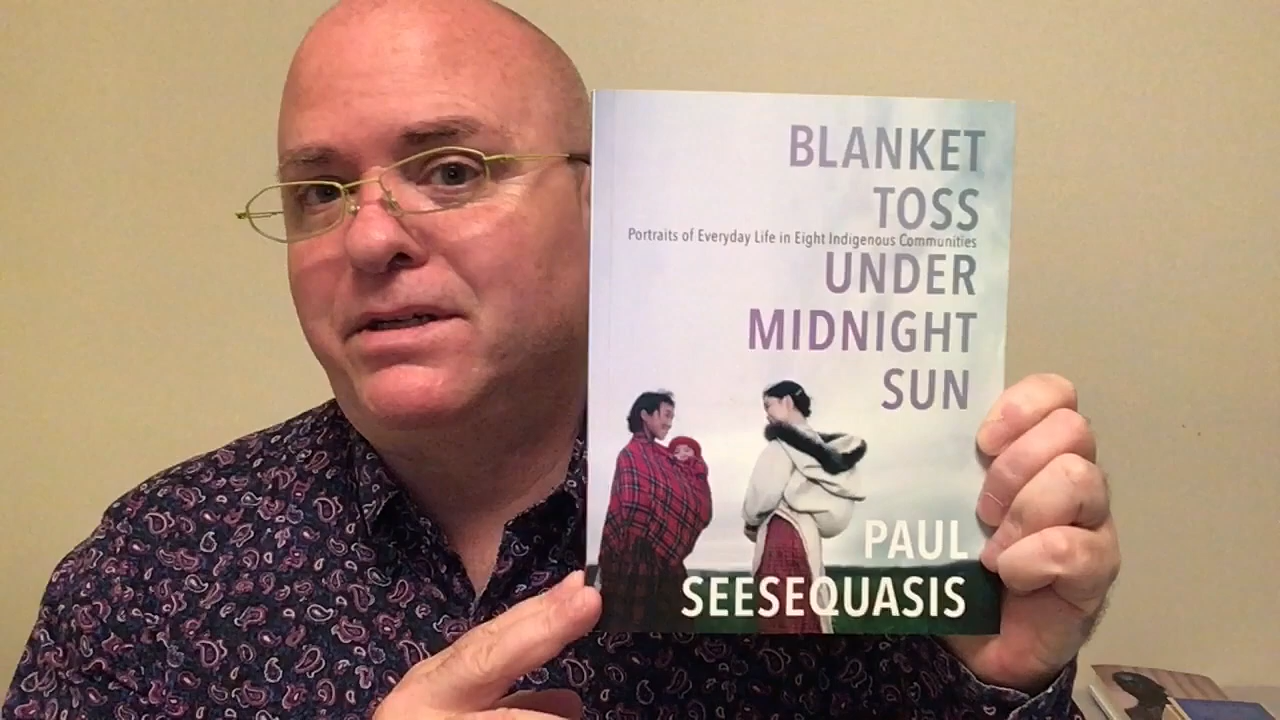 BLANKET
TOSS
Portraits of Everyday Life in Eight Indigenous Communities
UNDER
MIDNIGHT
SUN
PAUL
SEESEQUASIS